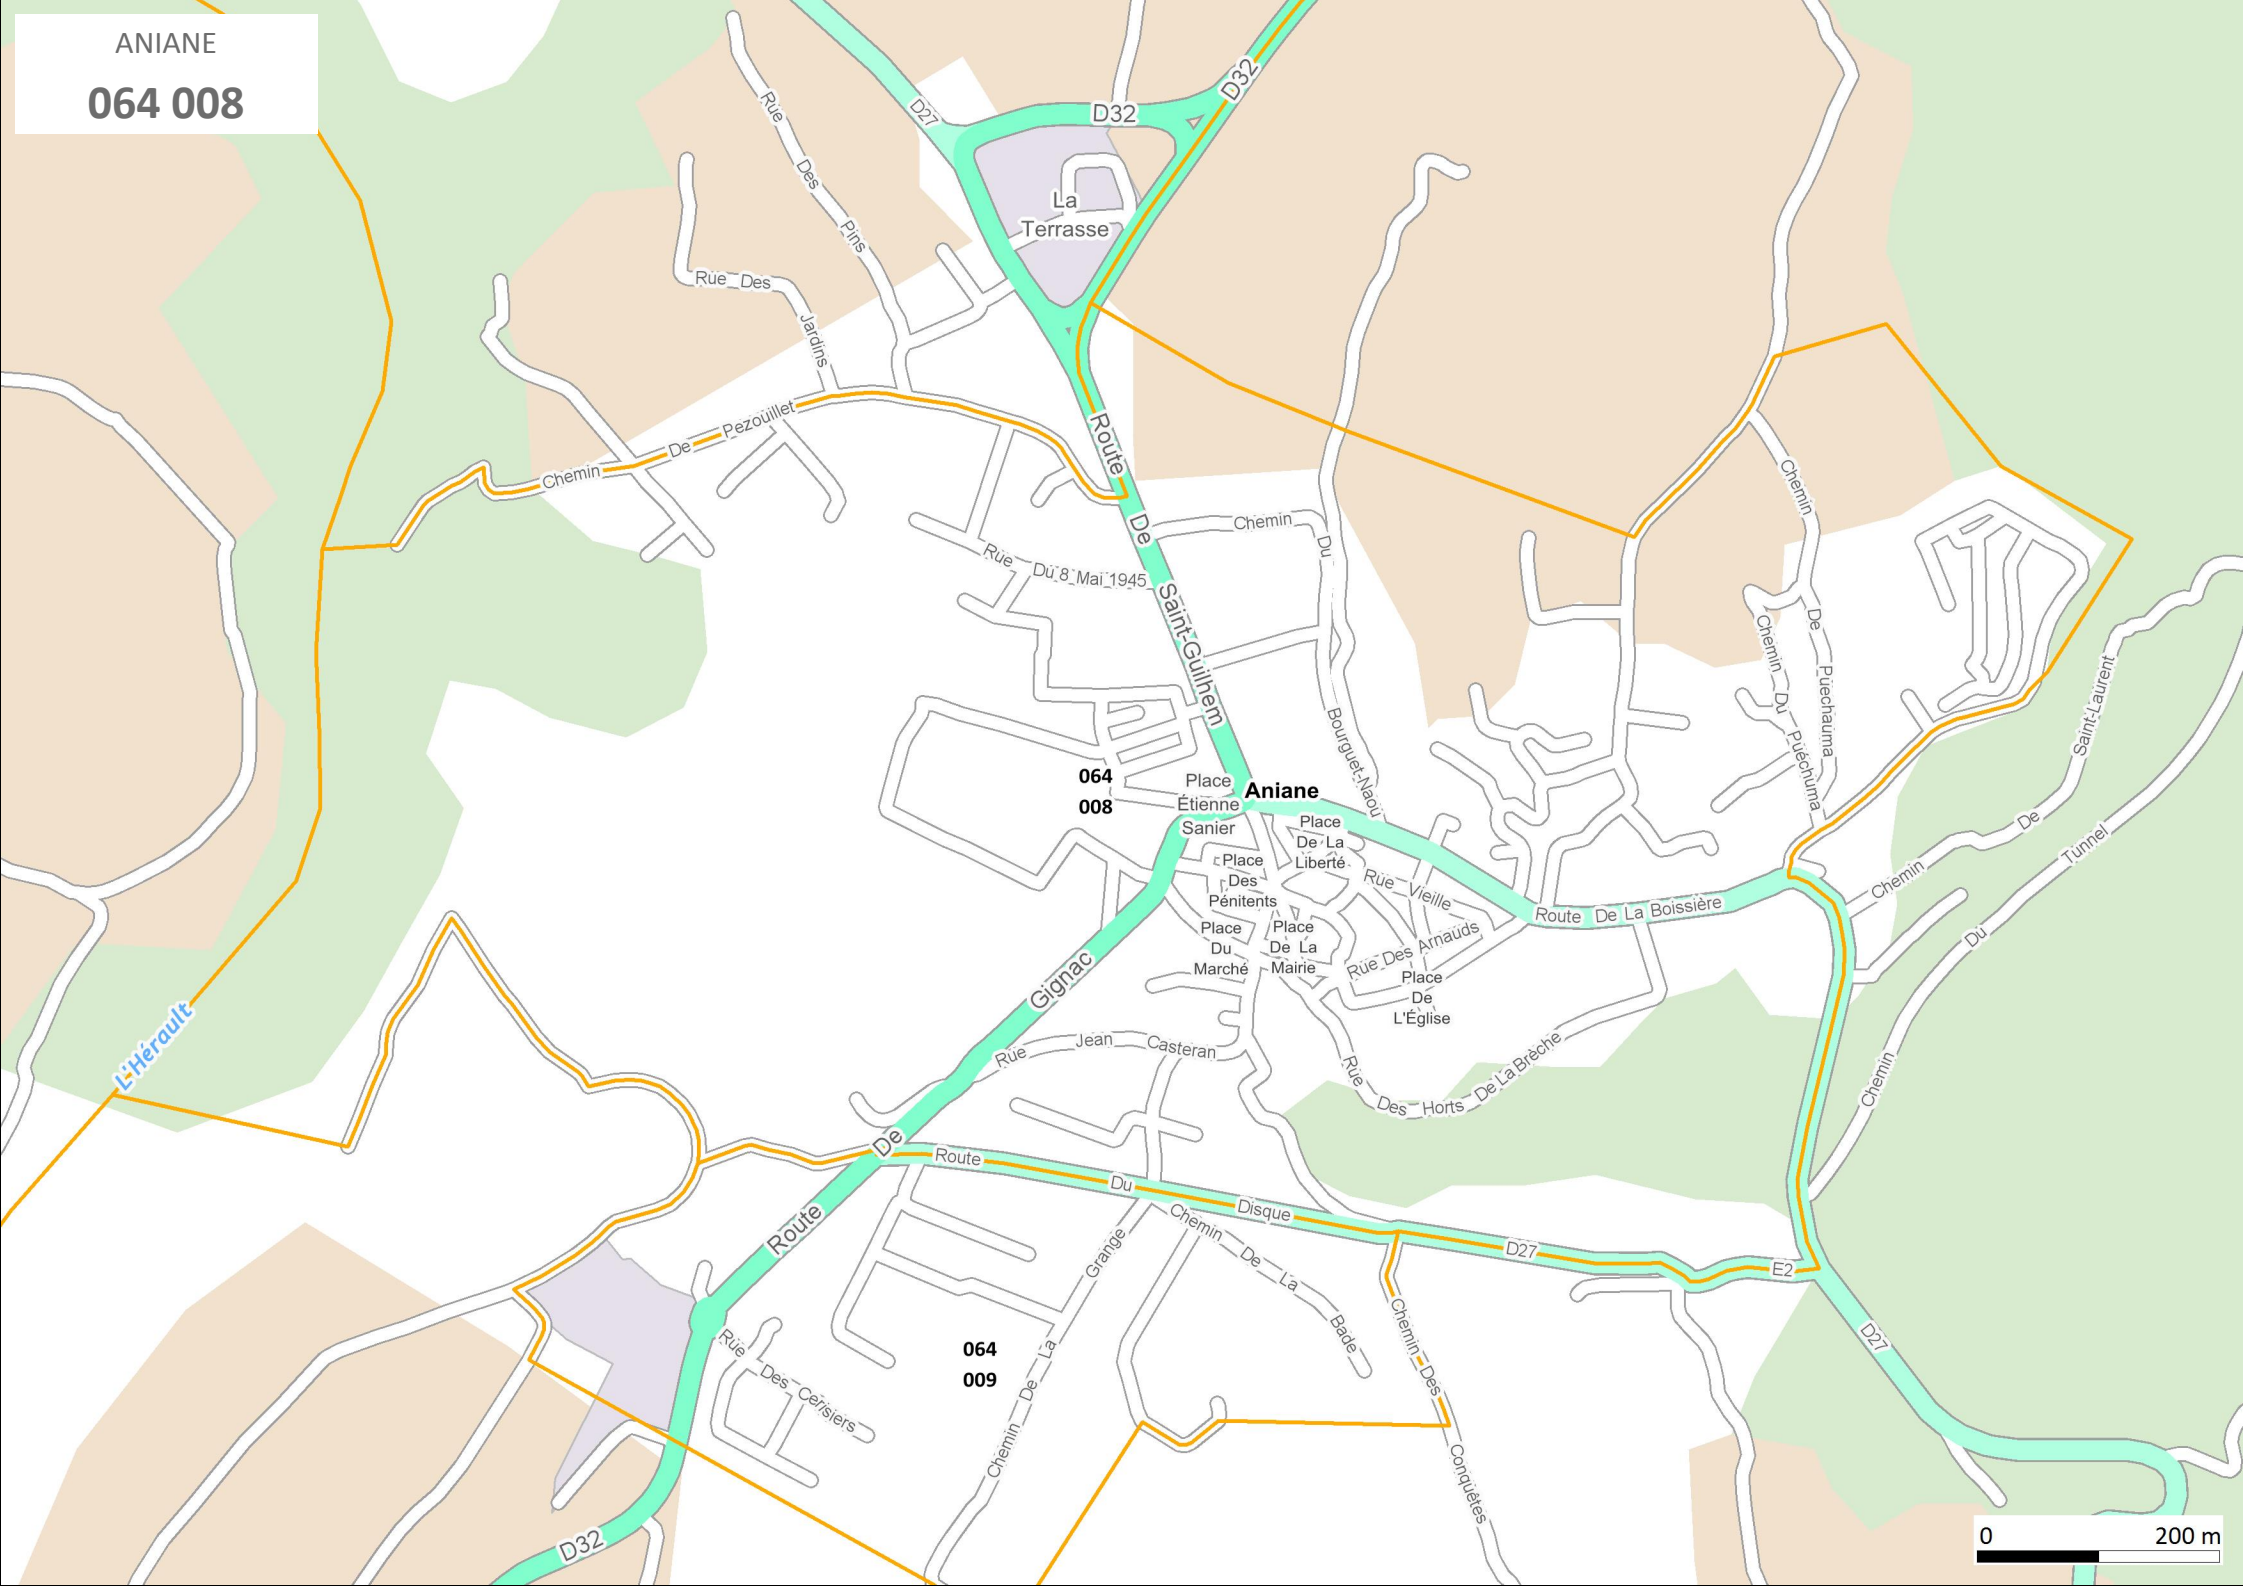 ANIANE
064 008
D27
D32
D32
Rue Des Pins
La
Terrasse
Rue Des Jardins
Chemin De Pezouillet
Route De Saint-Guilhem
Chemin Du Bourguet-Naou
Rue Du 8 Mai 1945
Chemin De Puechauma
Chemin Du Puéchuma
Chemin De Saint-Laurent
Chemin Du Tunnel
064
008
Place
Étienne
Sanier
Aniane
Place
De La
Liberté
Place
Des
Pénitents
Rue Vieille
Route De La Boissière
Place
Du
Marché
Place
De La
Mairie
Rue Des Arnauds
Place
De
L'Église
L'Hérault
Route De Gignac
Rue Jean Casteran
Rue Des Horts De La Brèche
Route Du Disque
D27
E2
Chemin De La Grange
Chemin De La Bade
Chemin Des Conquêtes
D27
Rue Des Cerisiers
064
009
D32
0 200 m